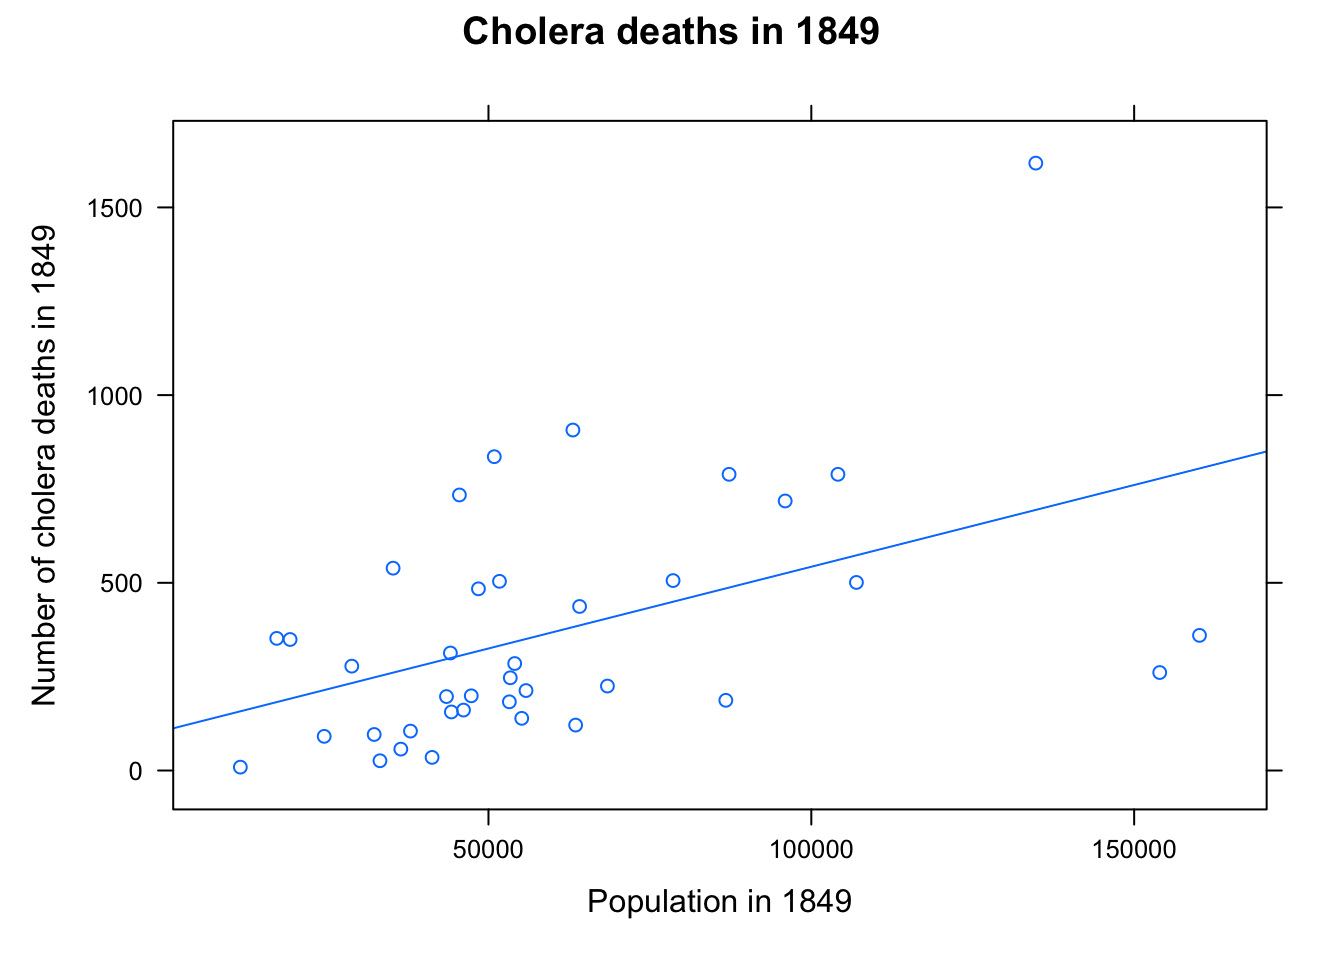 Cholera deaths in 1849
Number of cholera deaths in 1849
1500
1000
500
0
50000 100000 150000
Population in 1849